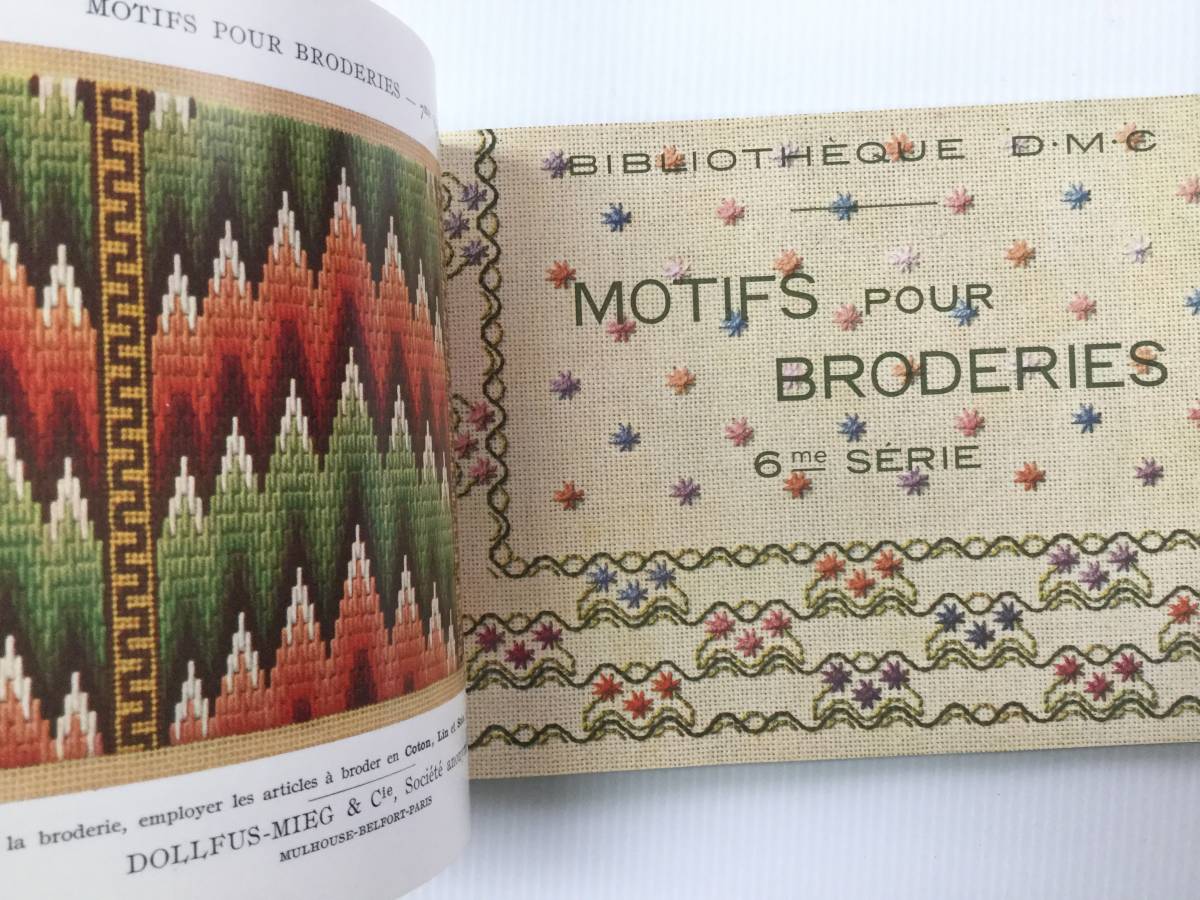 MOTIFS POUR BRODERIES — 7me
la broderie, employer les articles à broder en Coton, Lin et
DOLLFUS-MIEG & Cie, Société
MULHOUSE-BELFORT-PARIS
BIBLIOTHÈQUE D·M·C
MOTIFS POUR
BRODERIES
6me SÉRIE